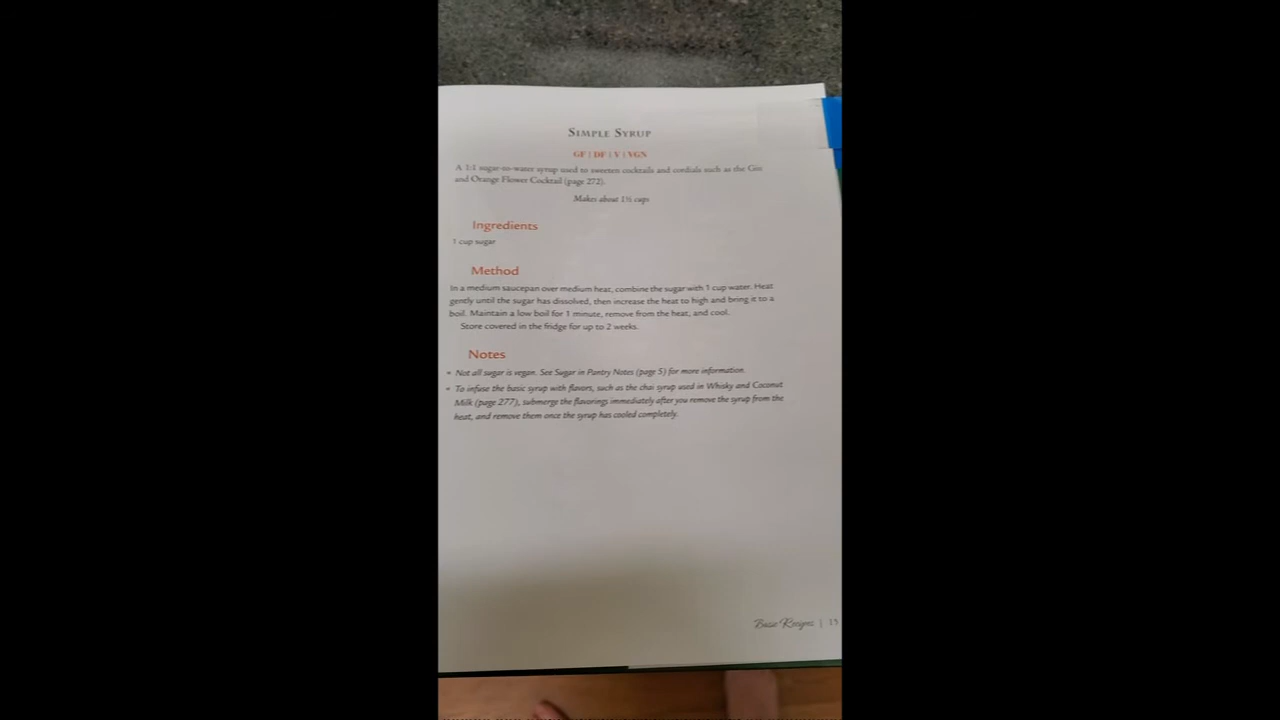 SIMPLE SYRUP
GF | DF | V | VGN
A 1:1 sugar-to-water syrup used to sweeten cocktails and cordials such as the Gin
and Orange Flower Cocktail (page 272).
Makes about 1½ cups
Ingredients
1 cup sugar
Method
In a medium saucepan over medium heat, combine the sugar with 1 cup water. Heat
gently until the sugar has dissolved, then increase the heat to high and bring it to a
boil. Maintain a low boil for 1 minute, remove from the heat, and cool.
Store covered in the fridge for up to 2 weeks.
Notes
• Not all sugar is vegan. See Sugar in Pantry Notes (page 5) for more information.
• To infuse the basic syrup with flavors, such as the chai syrup used in Whisky and Coconut
Milk (page 277), submerge the flavorings immediately after you remove the syrup from the
heat, and remove them once the syrup has cooled completely.
Basic Recipes | 15